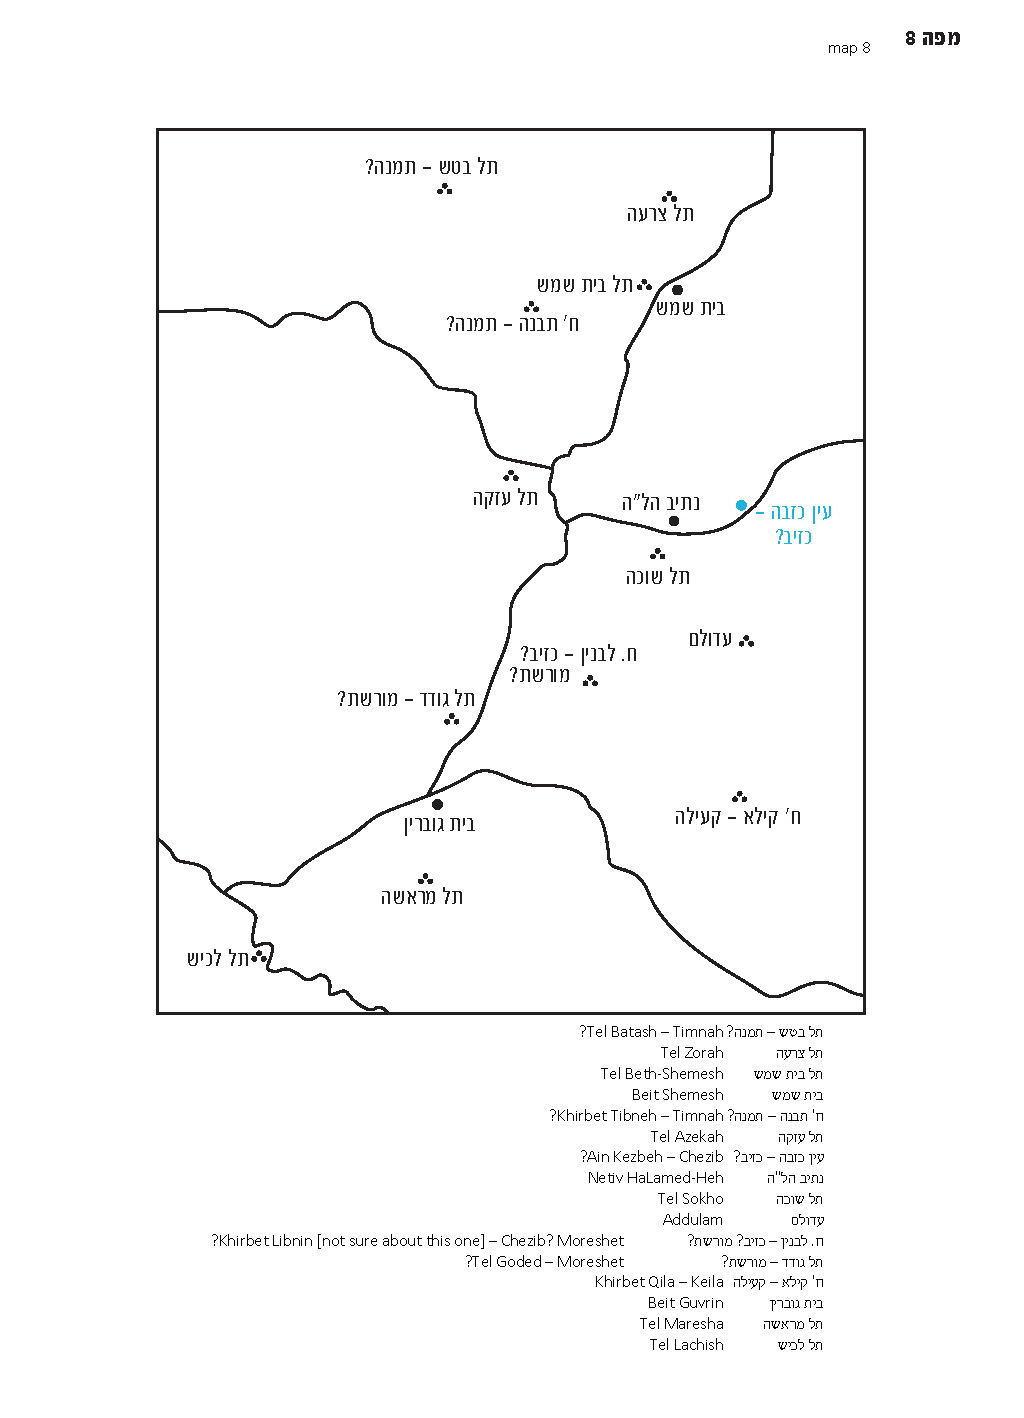 מפה 8
map 8
תל בטש – תמנה?
תל צרעה
תל בית שמש
בית שמש
ח' תבנה – תמנה?
תל עזקה
נתיב הל"ה
עין כזבה –
כזיב?
תל שוכה
עדולם
ח. לבנין – כזיב?
מורשת?
תל גודד – מורשת?
ח' קילא – קעילה
בית גוברין
תל מראשה
תל לכיש
תל בטש – תמנה? Tel Batash – Timnah?
תל צרעה Tel Zorah
תל בית שמש Tel Beth-Shemesh
בית שמש Beit Shemesh
ח' תבנה – תמנה? Khirbet Tibneh – Timnah?
תל עזקה Tel Azekah
עין כזבה – כזיב? Ain Kezbeh – Chezib?
נתיב הל"ה Netiv HaLamed-Heh
תל שוכה Tel Sokho
עדולם Addulam
ח. לבנין – כזיב? מורשת? Khirbet Libnin [not sure about this one] – Chezib? Moreshet?
תל גודד – מורשת? Tel Goded – Moreshet?
ח' קילא – קעילה Khirbet Qila – Keila
בית גוברין Beit Guvrin
תל מראשה Tel Maresha
תל לכיש Tel Lachish